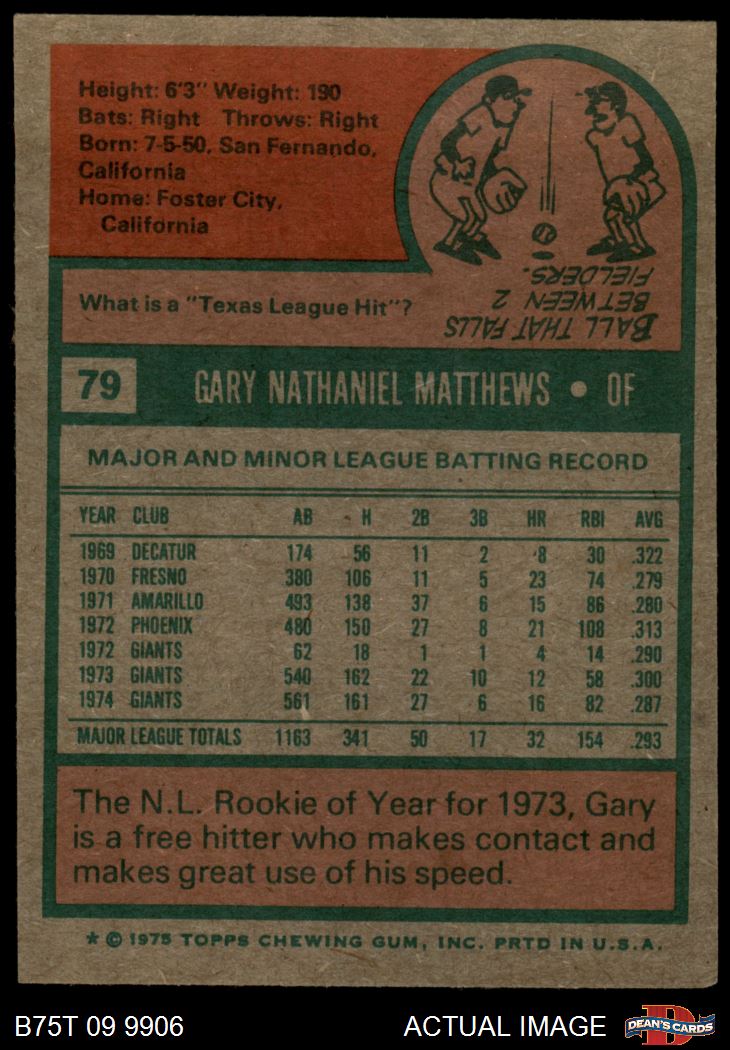 Height: 6'3" Weight: 190
Bats: Right Throws: Right
Born: 7-5-50, San Fernando,
California
Home: Foster City,
California
What is a "Texas League Hit"?
BALL THAT FALLS
BETWEEN 2
FIELDERS.
79 GARY NATHANIEL MATTHEWS • OF
MAJOR AND MINOR LEAGUE BATTING RECORD
YEAR CLUB AB H 2B 3B HR RBI AVG
1969 DECATUR 174 56 11 2 8 30 .322
1970 FRESNO 380 106 11 5 23 74 .279
1971 AMARILLO 493 138 37 6 15 86 .280
1972 PHOENIX 480 150 27 8 21 108 .313
1972 GIANTS 62 18 1 1 4 14 .290
1973 GIANTS 540 162 22 10 12 58 .300
1974 GIANTS 561 161 27 6 16 82 .287
MAJOR LEAGUE TOTALS 1163 341 50 17 32 154 .293
The N.L. Rookie of Year for 1973, Gary
is a free hitter who makes contact and
makes great use of his speed.
* © 1975 TOPPS CHEWING GUM, INC. PRTD IN U.S.A.
B75T 09 9906 ACTUAL IMAGE D DEAN'S CARDS